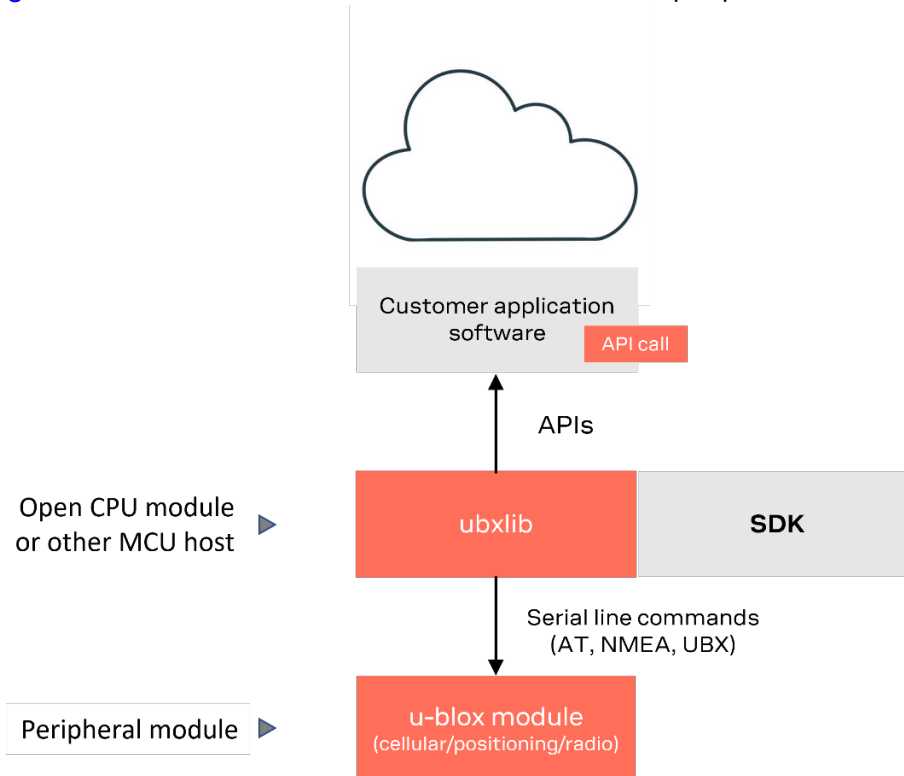 Customer application
software
API call
APIs
Open CPU module
or other MCU host
ubxlib
SDK
Serial line commands
(AT, NMEA, UBX)
Peripheral module
u-blox module
(cellular/positioning/radio)